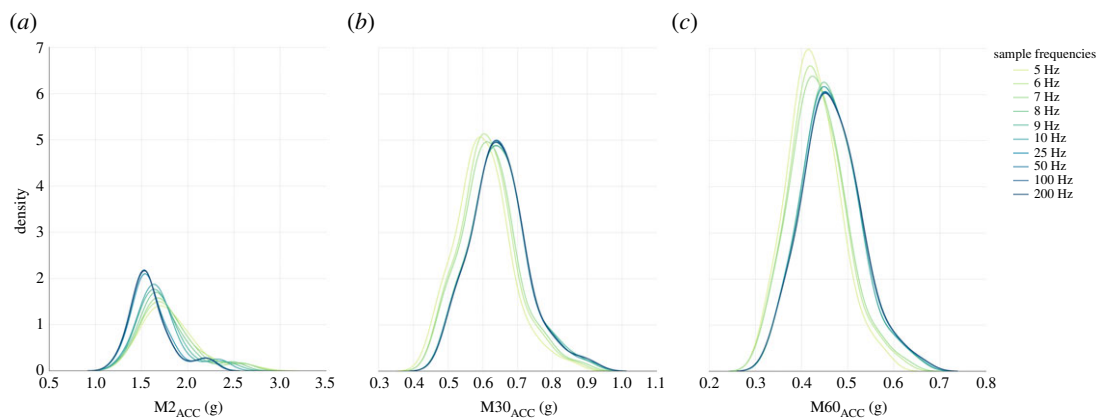 (a) (b) (c)
7
6
5
4
3
2
1
0
density
0.5 1.0 1.5 2.0 2.5 3.0 3.5
M2ACC (g)
0.3 0.4 0.5 0.6 0.7 0.8 0.9 1.0 1.1
M30ACC (g)
0.2 0.3 0.4 0.5 0.6 0.7 0.8
M60ACC (g)
sample frequencies
5 Hz
6 Hz
7 Hz
8 Hz
9 Hz
10 Hz
25 Hz
50 Hz
100 Hz
200 Hz